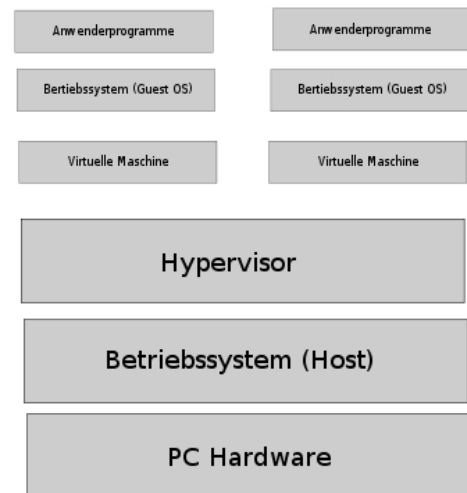 Anwenderprogramme
Anwenderprogramme
Bertiebssystem (Guest OS)
Bertiebssystem (Guest OS)
Virtuelle Maschine
Virtuelle Maschine
Hypervisor
Betriebssystem (Host)
PC Hardware